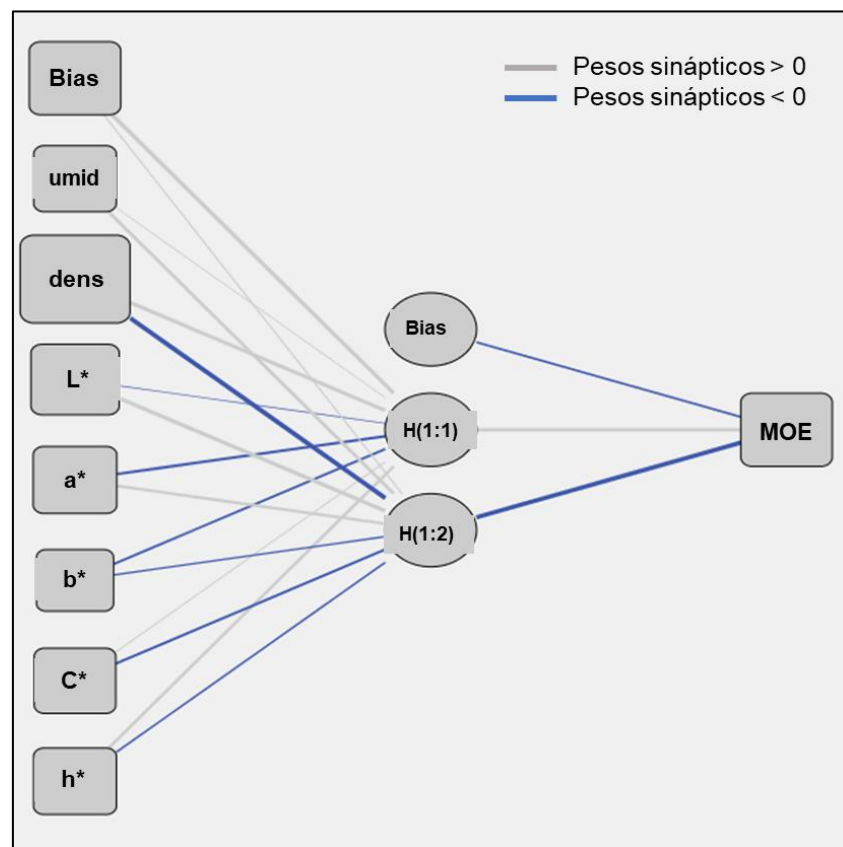 Pesos sinápticos > 0
Pesos sinápticos < 0
Bias
umid
dens
L*
a*
b*
C*
h*
Bias
H(1:1)
H(1:2)
MOE